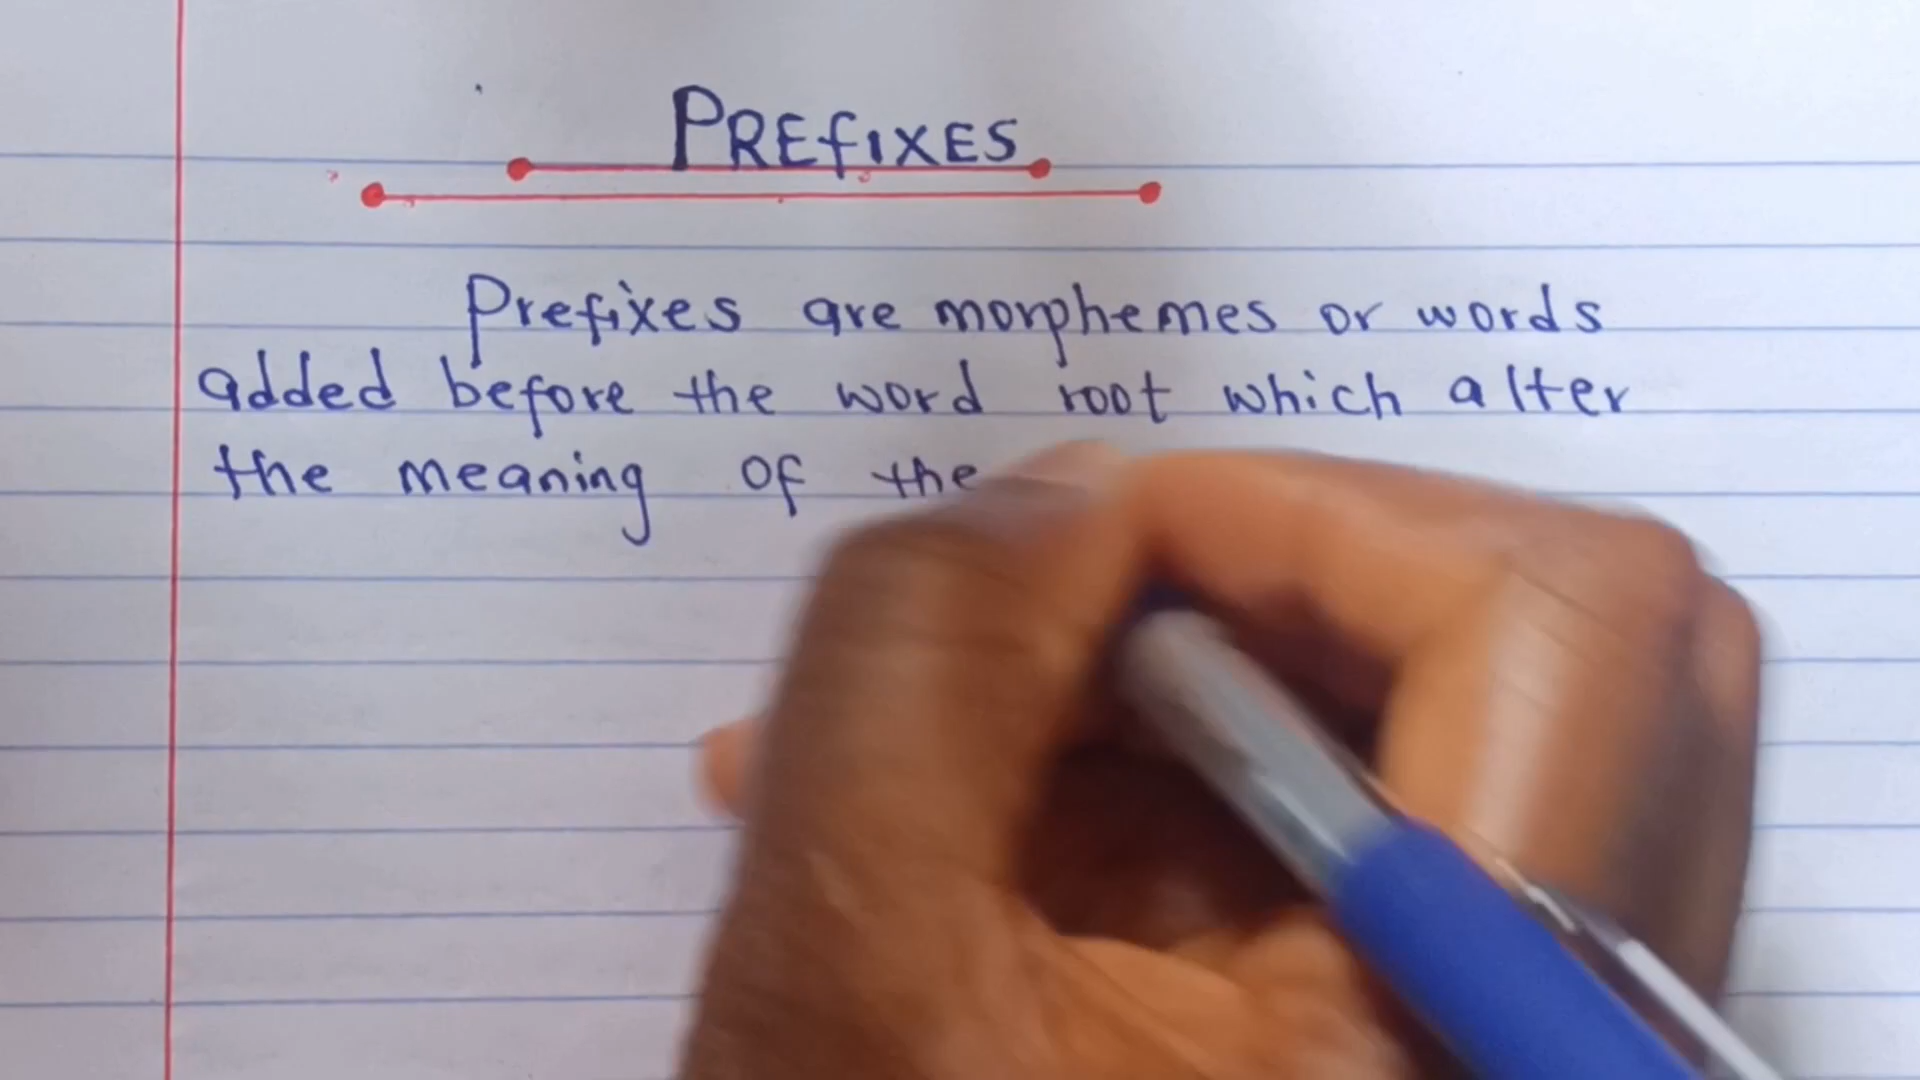 PREfIXES
Prefixes are morphemes or words
added before the word root which alter
the meaning of the